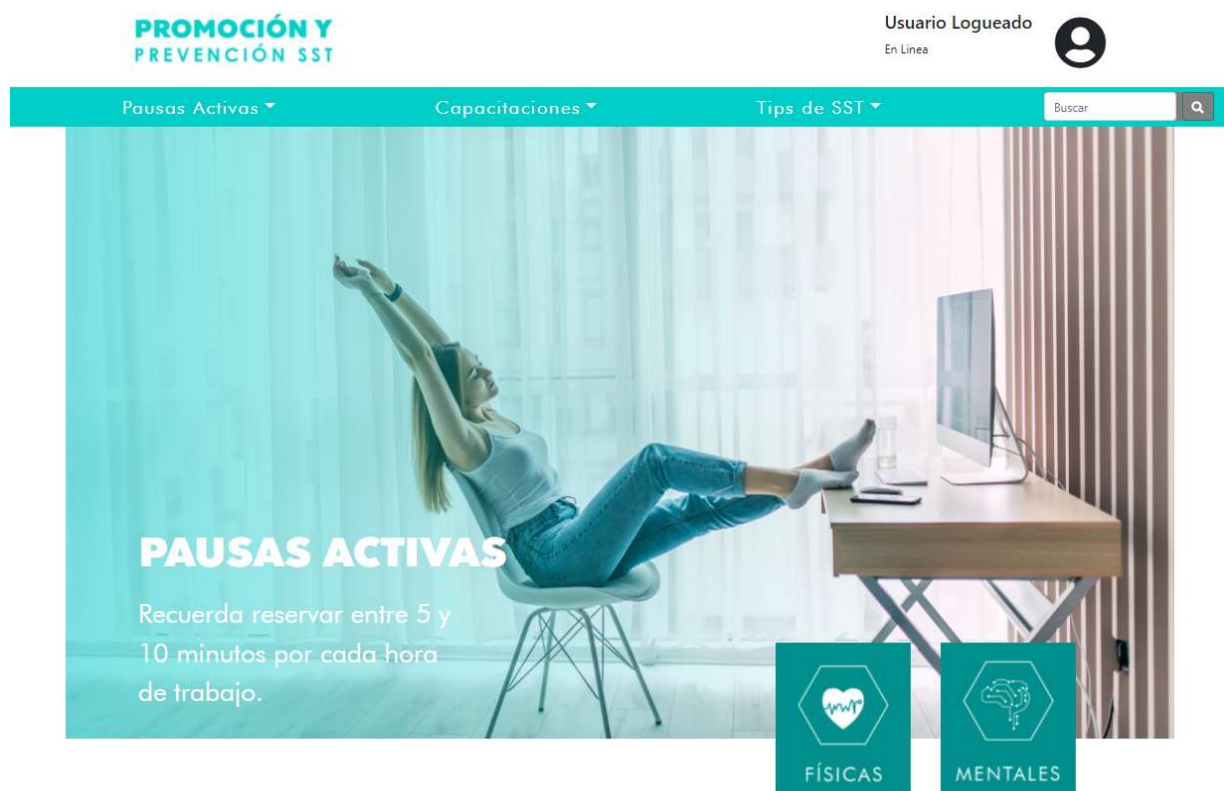 PROMOCIÓN Y
PREVENCIÓN SST
Usuario Logueado
En Linea
Pausas Activas
Capacitaciones
Tips de SST
Buscar
PAUSAS ACTIVAS
Recuerda reservar entre 5 y
10 minutos por cada hora
de trabajo.
FÍSICAS
MENTALES